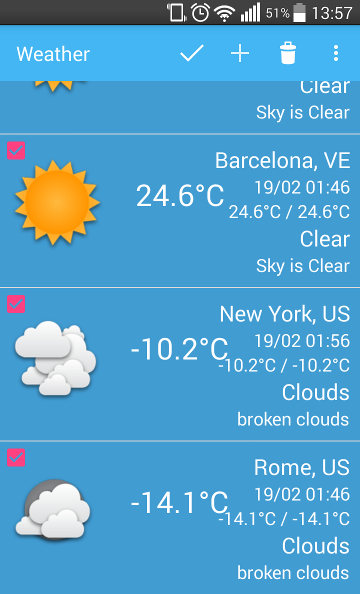 51% 13:57
Weather
Clear
Sky is Clear
Barcelona, VE
24.6°C
19/02 01:46
24.6°C / 24.6°C
Clear
Sky is Clear
New York, US
-10.2°C
19/02 01:56
-10.2°C / -10.2°C
Clouds
broken clouds
Rome, US
-14.1°C
19/02 01:46
-14.1°C / -14.1°C
Clouds
broken clouds